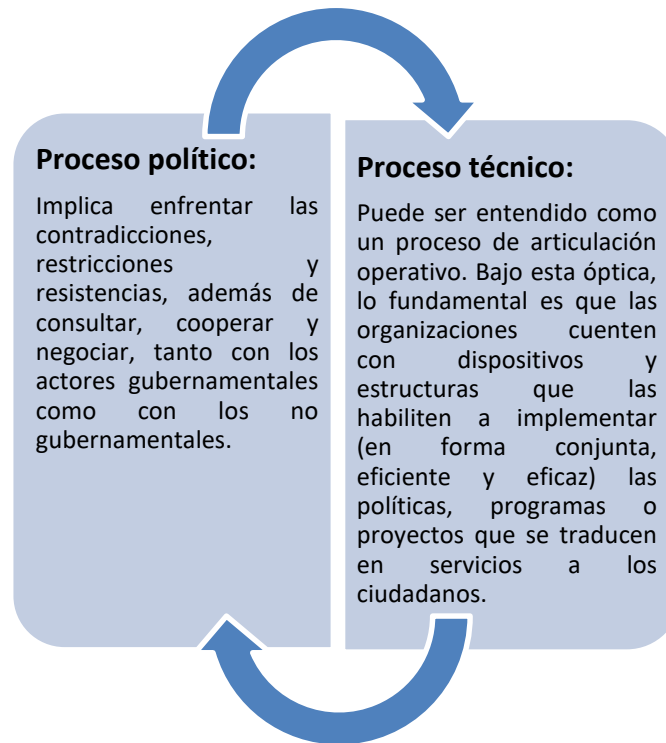 Proceso político:
Implica enfrentar las
contradicciones,
restricciones y
resistencias, además de
consultar, cooperar y
negociar, tanto con los
actores gubernamentales
como con los no
gubernamentales.
Proceso técnico:
Puede ser entendido como
un proceso de articulación
operativo. Bajo esta óptica,
lo fundamental es que las
organizaciones cuenten
con dispositivos y
estructuras que las
habiliten a implementar
(en forma conjunta,
eficiente y eficaz) las
políticas, programas o
proyectos que se traducen
en servicios a los
ciudadanos.